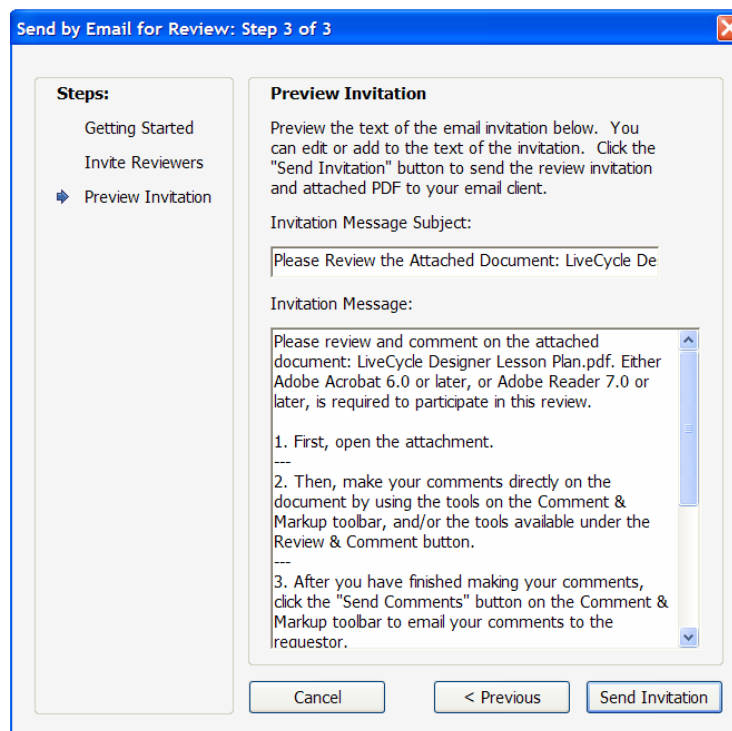 Send by Email for Review: Step 3 of 3
Steps:
Getting Started
Invite Reviewers
Preview Invitation
Preview Invitation
Preview the text of the email invitation below. You
can edit or add to the text of the invitation. Click the
"Send Invitation" button to send the review invitation
and attached PDF to your email client.
Invitation Message Subject:
Please Review the Attached Document: LiveCycle De
Invitation Message:
Please review and comment on the attached
document: LiveCycle Designer Lesson Plan.pdf. Either
Adobe Acrobat 6.0 or later, or Adobe Reader 7.0 or
later, is required to participate in this review.
1. First, open the attachment.
---
2. Then, make your comments directly on the
document by using the tools on the Comment &
Markup toolbar, and/or the tools available under the
Review & Comment button.
---
3. After you have finished making your comments,
click the "Send Comments" button on the Comment &
Markup toolbar to email your comments to the
requestor.
Cancel
< Previous
Send Invitation